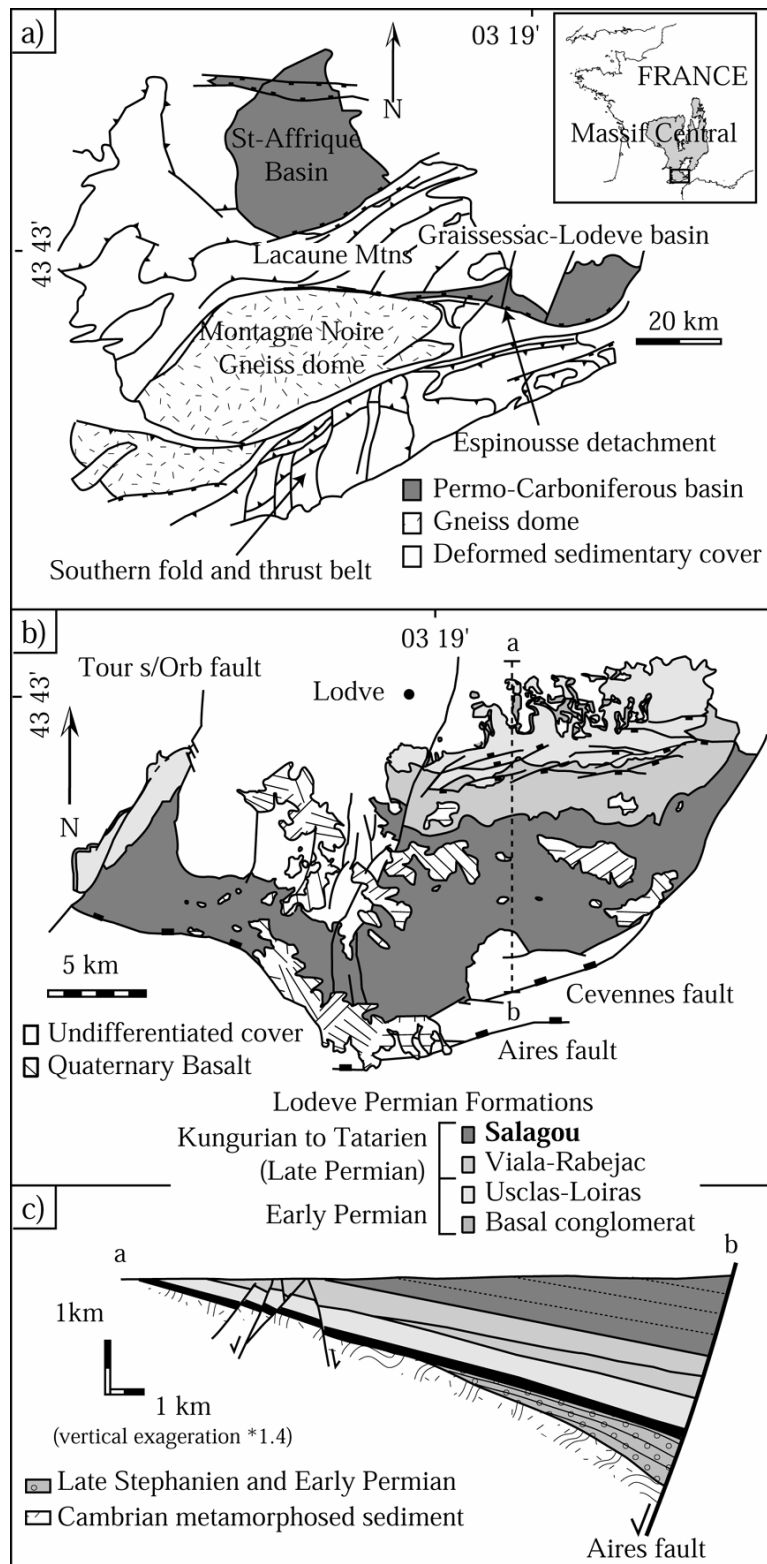 a)
03 19'
N
FRANCE
Massif Central
St-Affrique
Basin
43 43'
Graissessac-Lodeve basin
Lacaune Mtns
Montagne Noire
Gneiss dome
20 km
Espinousse detachment
Permo-Carboniferous basin
Gneiss dome
Deformed sedimentary cover
Southern fold and thrust belt
b)
03 19'
a
Tour s/Orb fault
43 43'
Lodve
N
5 km
b
Cevennes fault
Undifferentiated cover
Aires fault
Quaternary Basalt
Lodeve Permian Formations
Kungurian to Tatarien
(Late Permian)
Salagou
Viala-Rabejac
Early Permian
Usclas-Loiras
Basal conglomerat
c)
a
b
1km
1 km
(vertical exageration *1.4)
Late Stephanien and Early Permian
Cambrian metamorphosed sediment
Aires fault